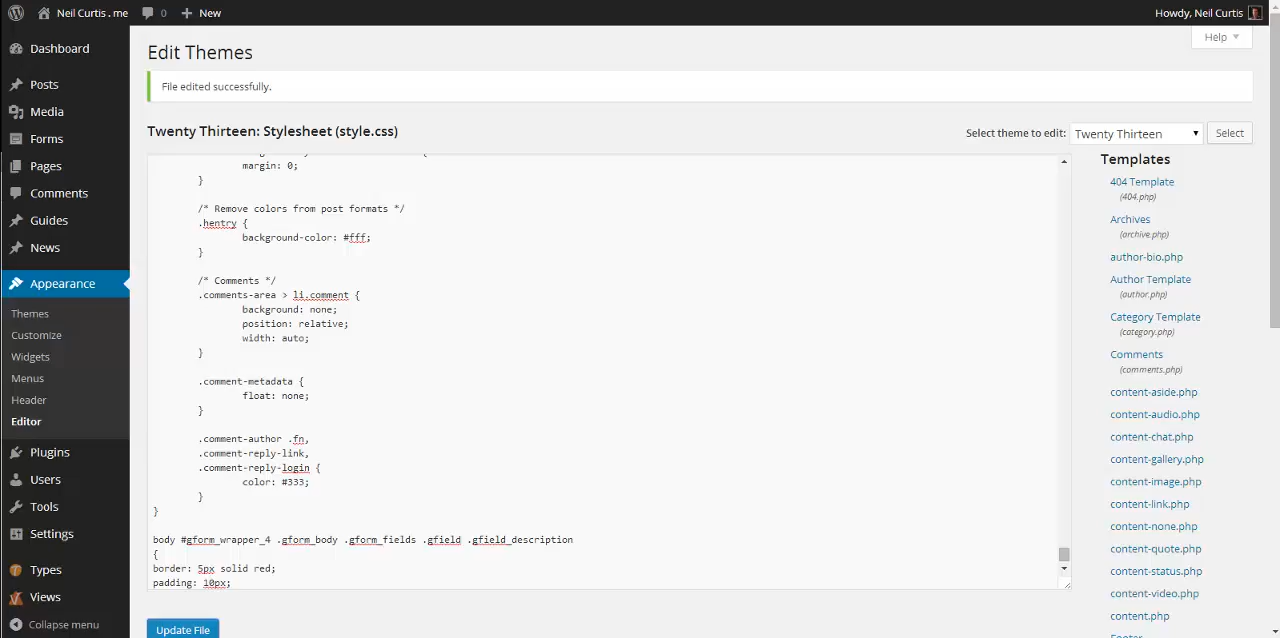 Neil Curtis .me
0
New
Howdy, Neil Curtis
Dashboard
Posts
Media
Forms
Pages
Comments
Guides
News
Appearance
Themes
Customize
Widgets
Menus
Header
Editor
Plugins
Users
Tools
Settings
Types
Views
Collapse menu
Edit Themes
Help
File edited successfully.
Twenty Thirteen: Stylesheet (style.css)
Select theme to edit:
Twenty Thirteen
Select
margin: 0;
}
/* Remove colors from post formats */
.hentry {
background-color: #fff;
}
/* Comments */
.comments-area > li.comment {
background: none;
position: relative;
width: auto;
}
.comment-metadata {
float: none;
}
.comment-author .fn,
.comment-reply-link,
.comment-reply-login {
color: #333;
}
}
body #gform_wrapper_4 .gform_body .gform_fields .gfield .gfield_description
{
border: 5px solid red;
padding: 10px;
Update File
Templates
404 Template
(404.php)
Archives
(archive.php)
author-bio.php
Author Template
(author.php)
Category Template
(category.php)
Comments
(comments.php)
content-aside.php
content-audio.php
content-chat.php
content-gallery.php
content-image.php
content-link.php
content-none.php
content-quote.php
content-status.php
content-video.php
content.php
Footer